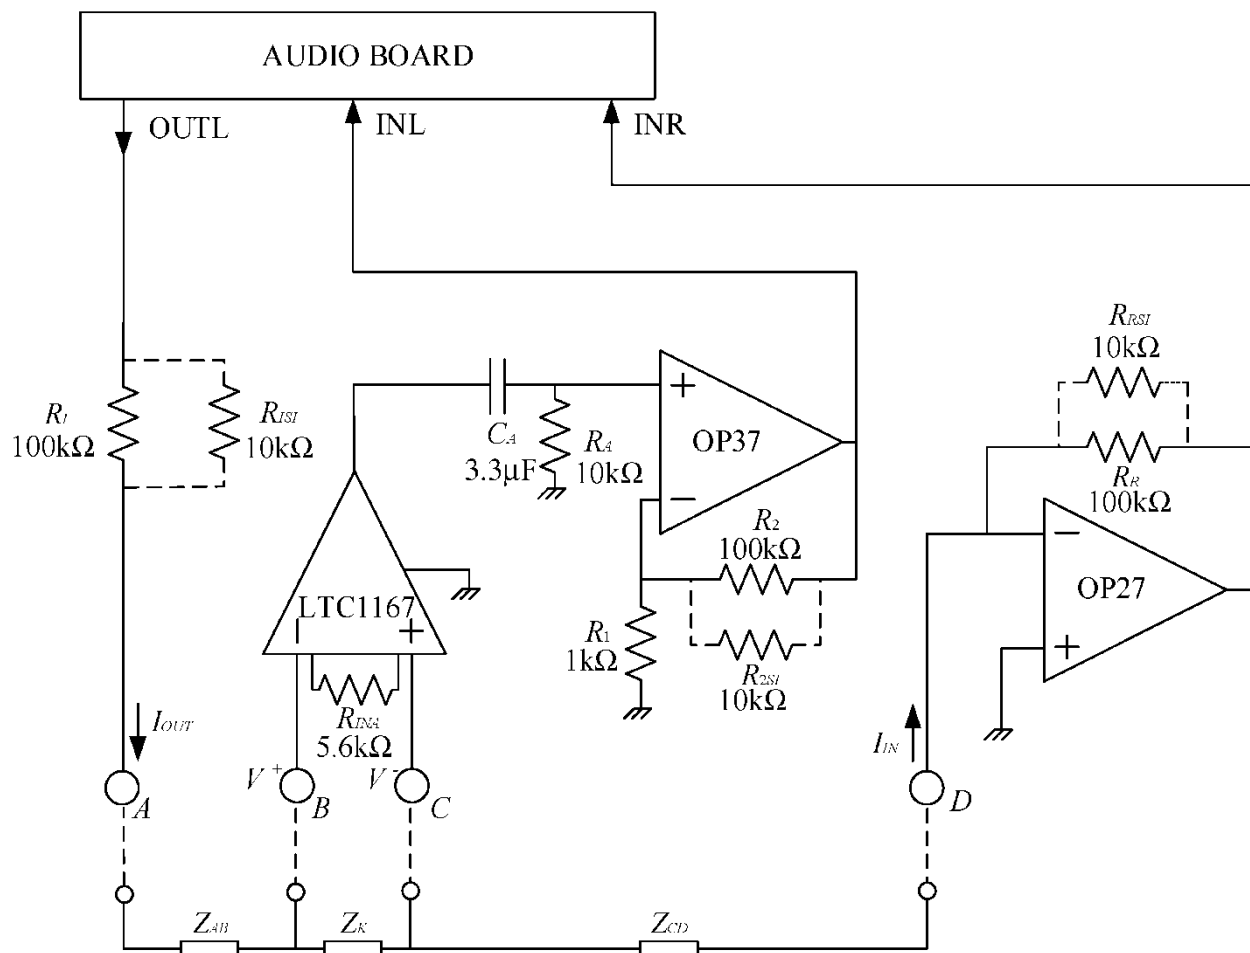 AUDIO BOARD
OUTL
INL
INR
R_I
100kΩ
R_ISI
10kΩ
C_A
3.3µF
R_A
10kΩ
+
−
OP37
R_RSI
10kΩ
R_R
100kΩ
R_2
100kΩ
R_1
1kΩ
R_2SI
10kΩ
−
OP27
+
LTC1167
− +
R_INA
5.6kΩ
I_OUT
I_IN
V+
V-
A
B
C
D
Z_AB
Z_K
Z_CD